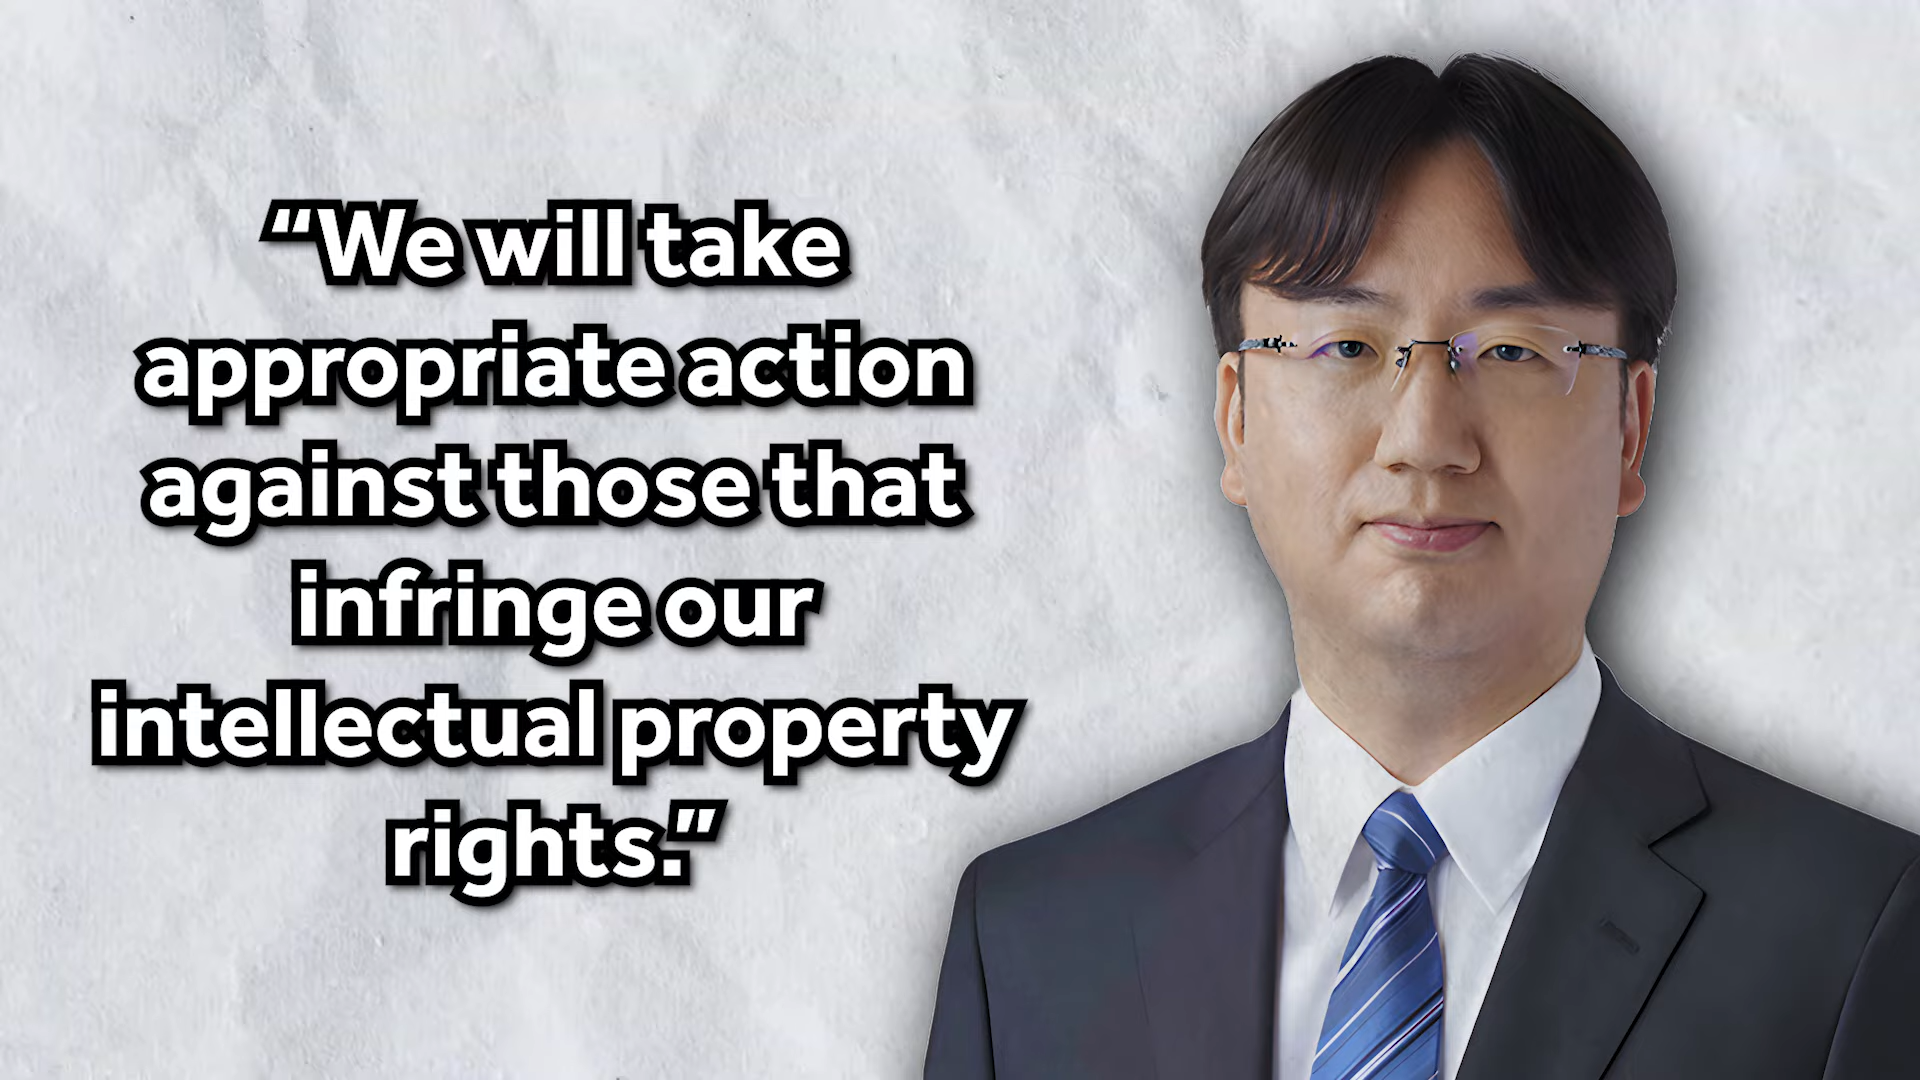 “We will take
appropriate action
against those that
infringe our
intellectual property
rights.”